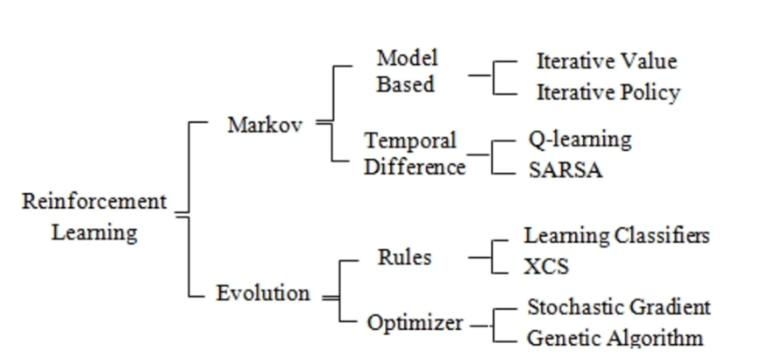 Reinforcement
Learning
Markov
Model
Based
Iterative Value
Iterative Policy
Temporal
Difference
Q-learning
SARSA
Evolution
Rules
Learning Classifiers
XCS
Optimizer
Stochastic Gradient
Genetic Algorithm